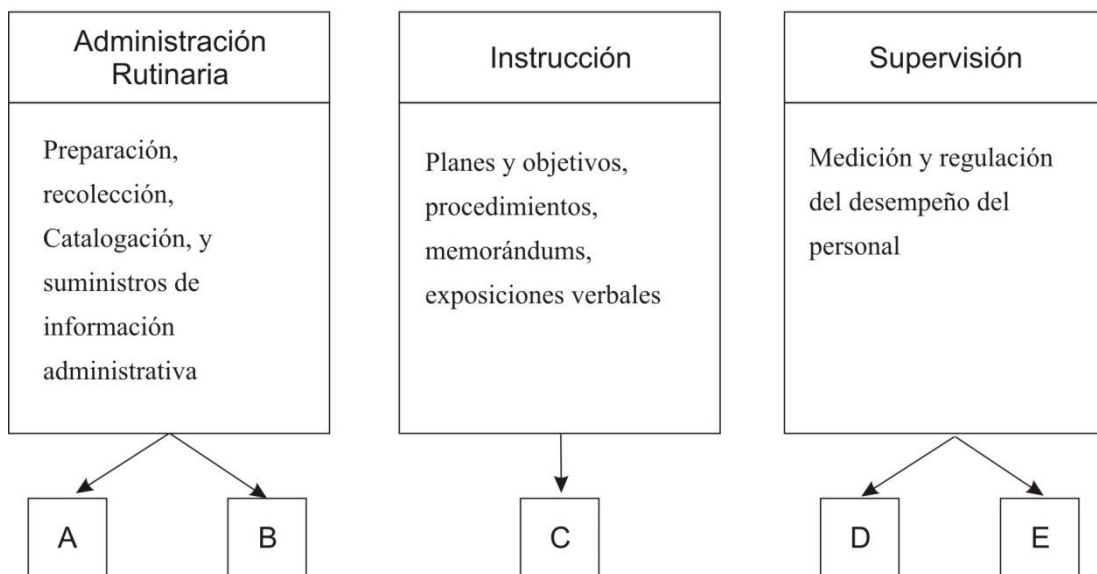 Administración
Rutinaria
Preparación,
recolección,
Catalogación, y
suministros de
información
administrativa
Instrucción
Planes y objetivos,
procedimientos,
memorándums,
exposiciones verbales
Supervisión
Medición y regulación
del desempeño del
personal
A
B
C
D
E